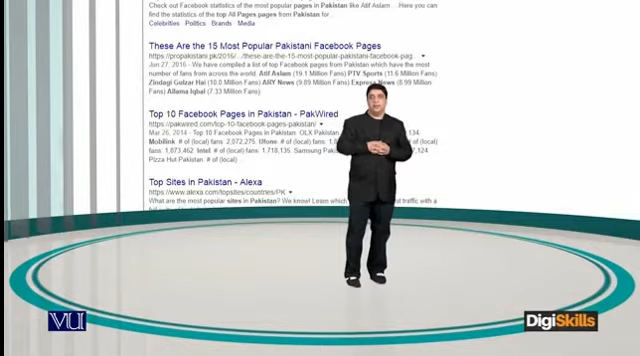 Check out Facebook statistics of the most popular pages in Pakistan like Atif Aslam ... Here you can
find the statistics of the top All Pages pages from Pakistan for
Celebrities Politics Brands Media
These Are the 15 Most Popular Pakistani Facebook Pages
https://propakistani.pk/2016/.../these-are-the-15-most-popular-pakistani-facebook-pag...
Jun 27, 2016 - We have compiled a list of top Facebook pages from Pakistan which have the most
number of fans from across the world. Atif Aslam (19.1 Million Fans) PTV Sports (11.6 Million Fans)
Zindagi Gulzar Hai (10.0 Million Fans) ARY News (9.89 Million Fans) Express News (8.99 Million
Fans) Allama Iqbal (7.33 Million Fans)
Top 10 Facebook Pages in Pakistan - PakWired
https://pakwired.com/top-10-facebook-pages-pakistan/
Mar 26, 2014 - Top 10 Facebook Pages in Pakistan. OLX Pakistan 134,
Mobilink # of (local) fans: 2,072,275. Ufone: # of (local) fans:
fans: 1,873,462 Intel # of (local) fans: 1,718,135. Samsung 7,124
Pizza Hut Pakistan # of (local)
Top Sites in Pakistan - Alexa
https://www.alexa.com/topsites/countries/PK
What are the most popular sites in Pakistan? We know! Learn which traffic with a
VU
DigiSkills